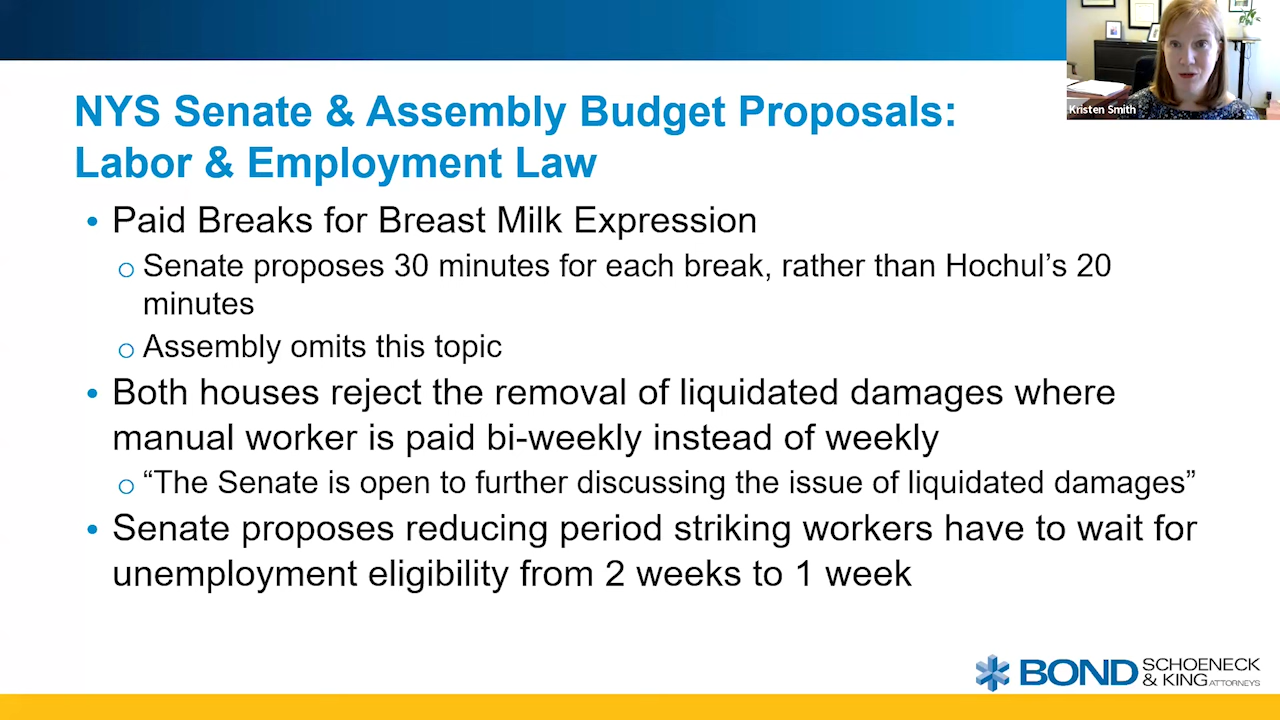 Kristen Smith
NYS Senate & Assembly Budget Proposals:
Labor & Employment Law
• Paid Breaks for Breast Milk Expression
o Senate proposes 30 minutes for each break, rather than Hochul’s 20
minutes
o Assembly omits this topic
• Both houses reject the removal of liquidated damages where
manual worker is paid bi-weekly instead of weekly
o “The Senate is open to further discussing the issue of liquidated damages”
• Senate proposes reducing period striking workers have to wait for
unemployment eligibility from 2 weeks to 1 week
BOND SCHOENECK
& KING ATTORNEYS